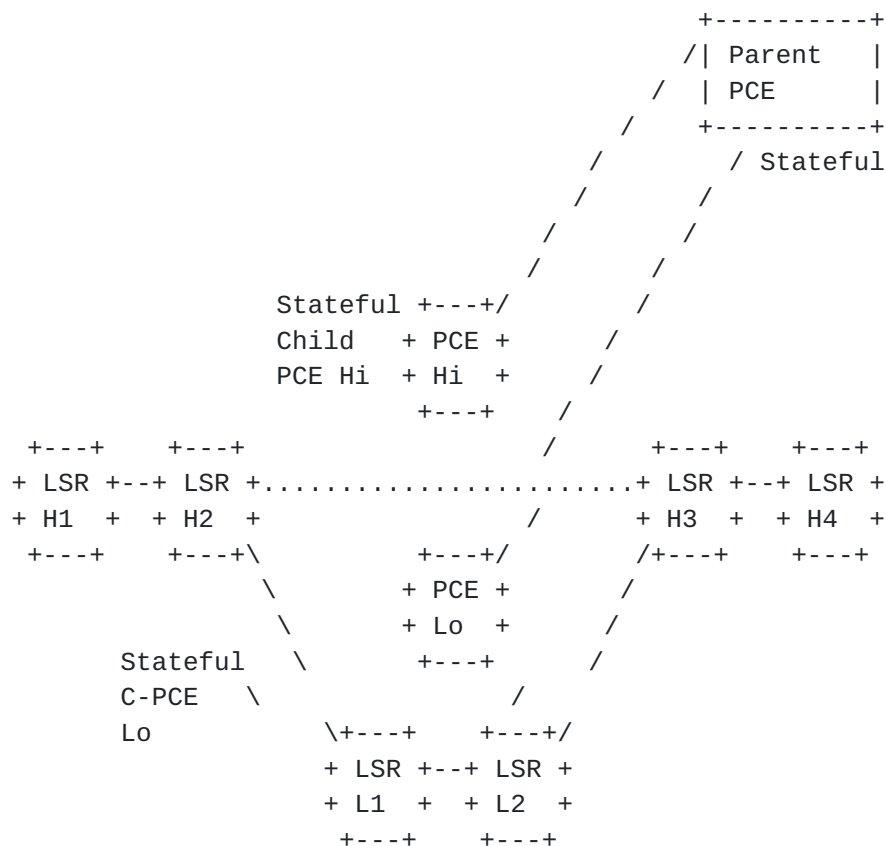 Parent
PCE
Stateful
Stateful
Child PCE
PCE Hi Hi
LSR LSR LSR LSR
H1 H2 H3 H4
PCE
Lo
Stateful
C-PCE
Lo
LSR LSR
L1 L2